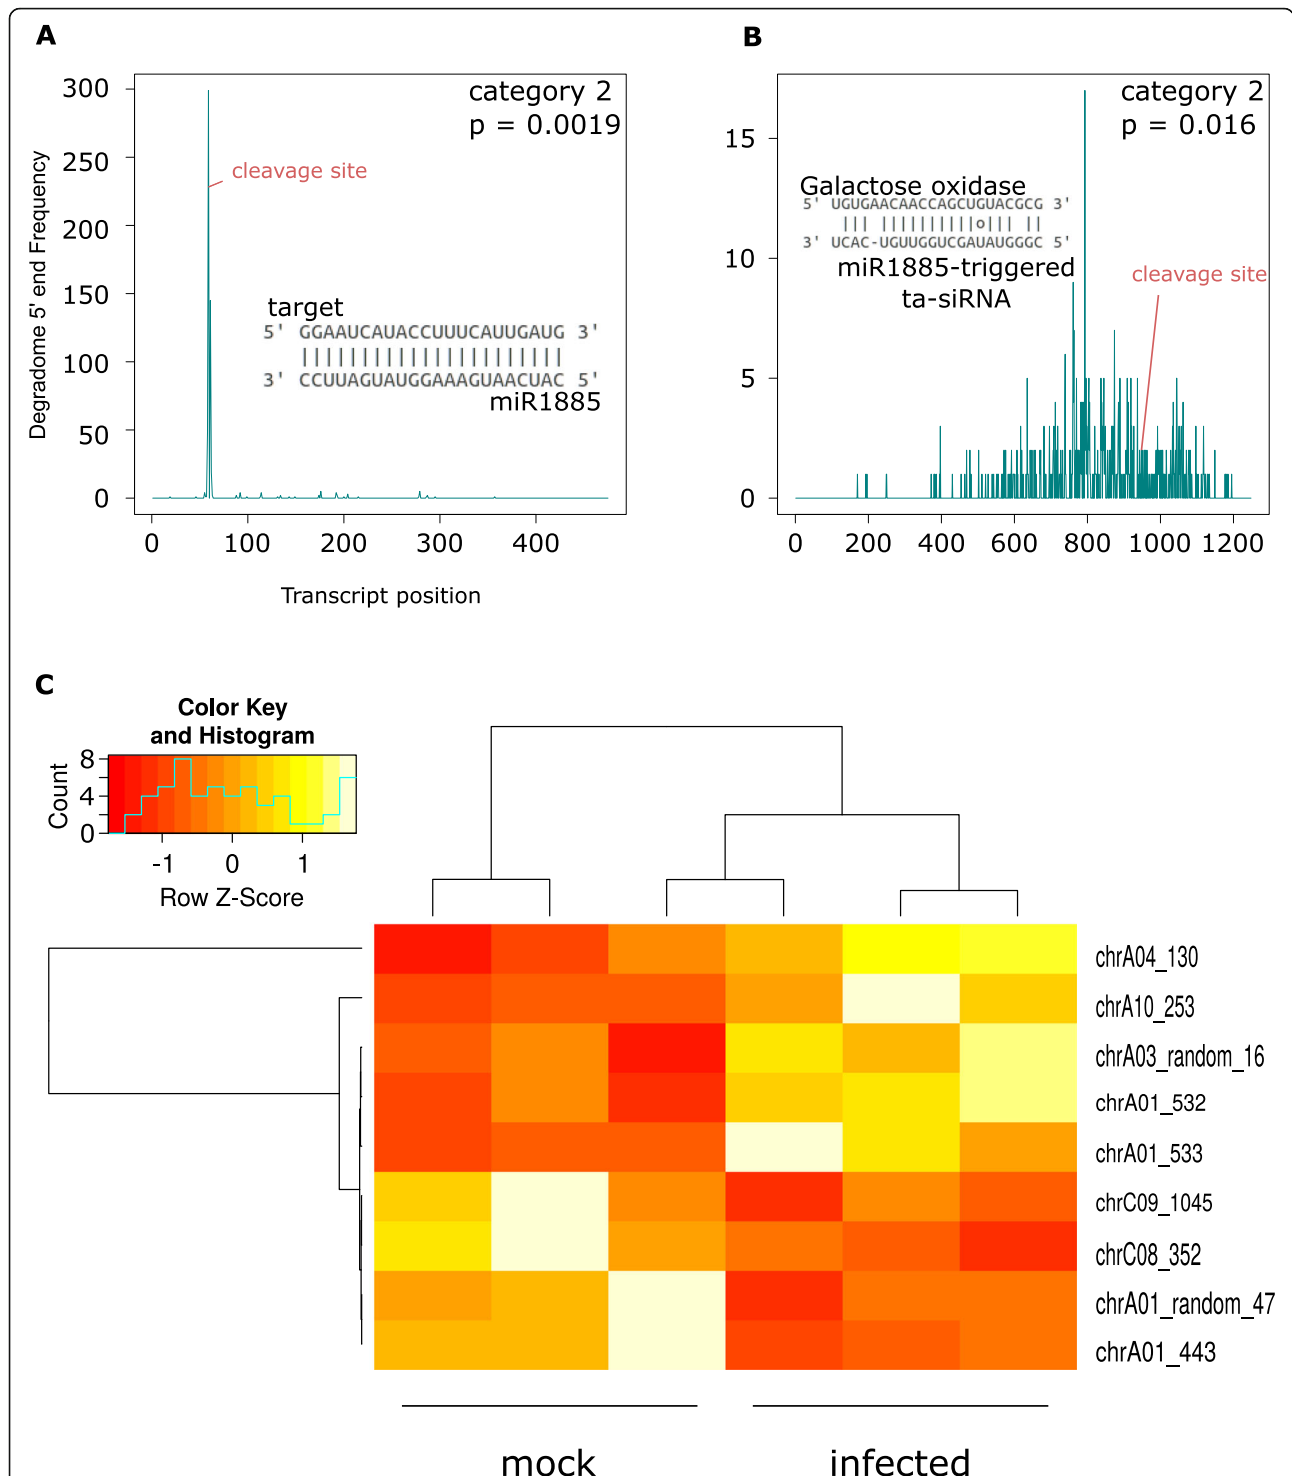 A
category 2
p = 0.0019
300
250
200
150
100
50
0
Degradome 5' end Frequency
cleavage site
target
5' GGAAUCAUACCUUUCAUUGAUG 3'
||||||||||||||||||||||
3' CCUUAGUAUGGAAAGUAACUAC 5'
miR1885
0 100 200 300 400
Transcript position
B
category 2
p = 0.016
15
10
5
0
Galactose oxidase
5' UGUGAACAACCAGCUGUACGCG 3'
||| ||||||||||o||| ||
3' UCAC-UGUUGGUCGAUAUGGGC 5'
miR1885-triggered
ta-siRNA
cleavage site
0 200 400 600 800 1000 1200
C
Color Key
and Histogram
Count
8
4
0
-1 0 1
Row Z-Score
chrA04_130
chrA10_253
chrA03_random_16
chrA01_532
chrA01_533
chrC09_1045
chrC08_352
chrA01_random_47
chrA01_443
mock infected